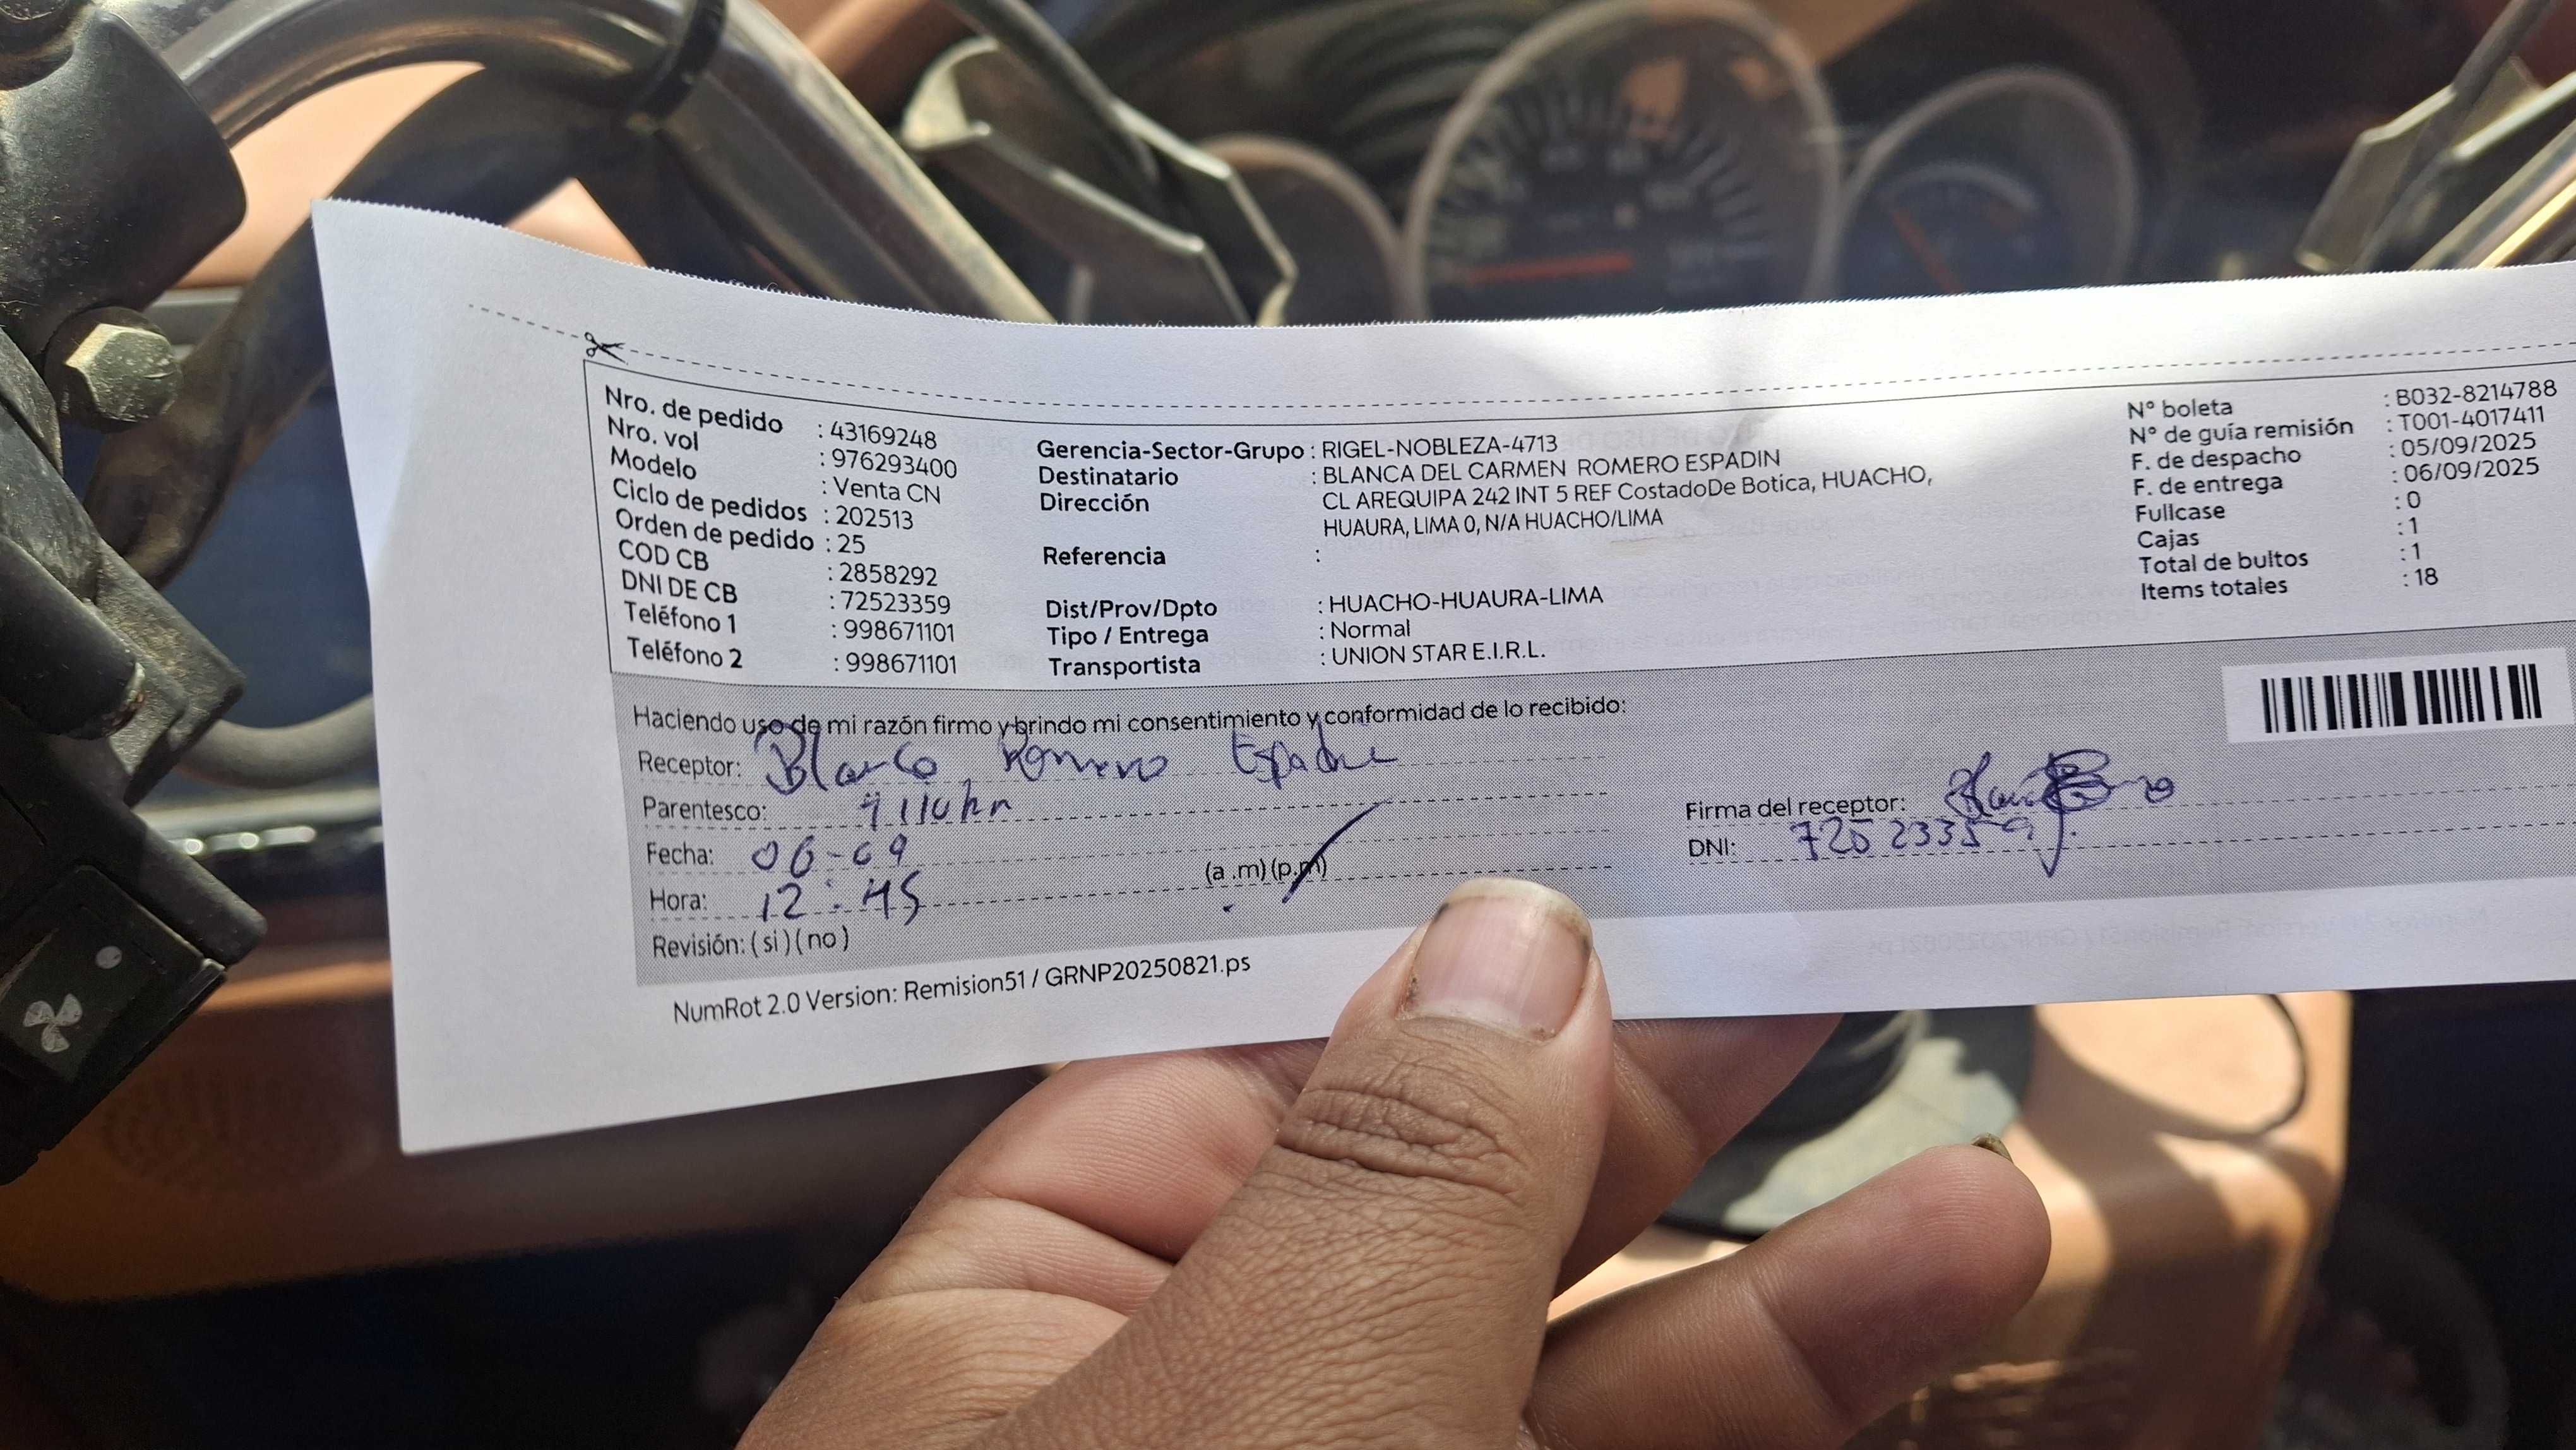 Nro. de pedido : 43169248
Nro. vol : 976293400
Modelo : Venta CN
Ciclo de pedidos : 202513
Orden de pedido : 25
COD CB : 2858292
DNI DE CB : 72523359
Teléfono 1 : 998671101
Teléfono 2 : 998671101
Gerencia-Sector-Grupo : RIGEL-NOBLEZA-4713
Destinatario : BLANCA DEL CARMEN ROMERO ESPADIN
Dirección : CL AREQUIPA 242 INT 5 REF CostadoDe Botica, HUACHO,
HUAURA, LIMA 0, N/A HUACHO/LIMA
Referencia :
Dist/Prov/Dpto : HUACHO-HUAURA-LIMA
Tipo / Entrega : Normal
Transportista : UNION STAR E.I.R.L.
N° boleta : B032-8214788
N° de guía remisión : T001-4017411
F. de despacho : 05/09/2025
F. de entrega : 06/09/2025
Fullcase : 0
Cajas : 1
Total de bultos : 1
Items totales : 18
Haciendo uso de mi razón firmo y brindo mi consentimiento y conformidad de lo recibido:
Receptor: Blanca Romero Espadin
Parentesco:
Fecha: 06-09
Hora: 12:45 (a.m) (p.m)
Revisión: (si) (no)
Firma del receptor:
DNI: 72523359
NumRot 2.0 Version: Remision51 / GRNP20250821.ps